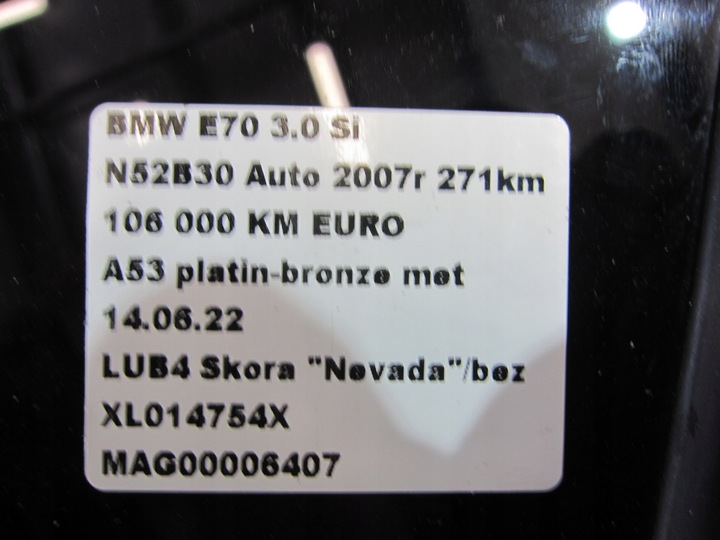 BMW E70 3.0 Si
N52B30 Auto 2007r 271km
106 000 KM EURO
A53 platin-bronze met
14.06.22
LUB4 Skora "Nevada"/bez
XL014754X
MAG00006407